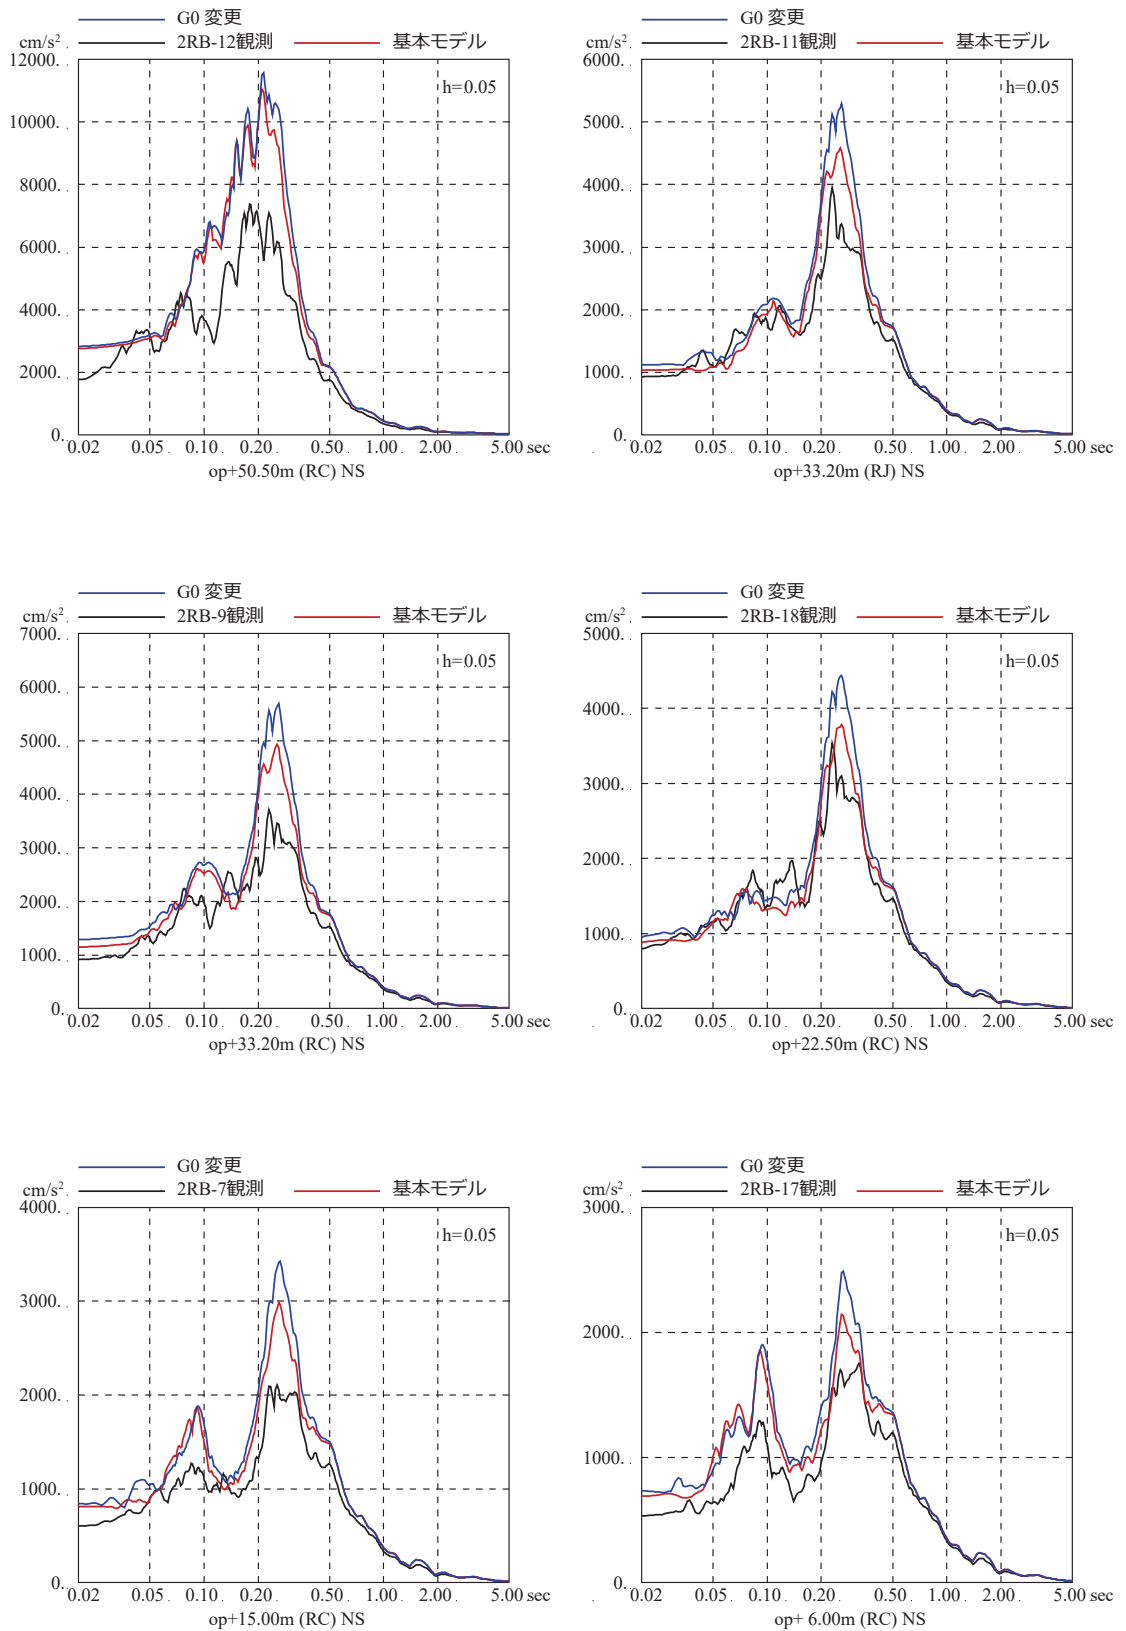 G0 変更
cm/s² 2RB-12観測 基本モデル
12000.
h=0.05
10000.
8000.
6000.
4000.
2000.
0.
0.02 0.05 0.10 0.20 0.50 1.00 2.00 5.00 sec
op+50.50m (RC) NS
G0 変更
cm/s² 2RB-11観測 基本モデル
6000.
h=0.05
5000.
4000.
3000.
2000.
1000.
0.
0.02 0.05 0.10 0.20 0.50 1.00 2.00 5.00 sec
op+33.20m (RJ) NS
G0 変更
cm/s² 2RB-9観測 基本モデル
7000.
h=0.05
6000.
5000.
4000.
3000.
2000.
1000.
0.
0.02 0.05 0.10 0.20 0.50 1.00 2.00 5.00 sec
op+33.20m (RC) NS
G0 変更
cm/s² 2RB-18観測 基本モデル
5000.
h=0.05
4000.
3000.
2000.
1000.
0.
0.02 0.05 0.10 0.20 0.50 1.00 2.00 5.00 sec
op+22.50m (RC) NS
G0 変更
cm/s² 2RB-7観測 基本モデル
4000.
h=0.05
3000.
2000.
1000.
0.
0.02 0.05 0.10 0.20 0.50 1.00 2.00 5.00 sec
op+15.00m (RC) NS
G0 変更
cm/s² 2RB-17観測 基本モデル
3000.
h=0.05
2000.
1000.
0.
0.02 0.05 0.10 0.20 0.50 1.00 2.00 5.00 sec
op+ 6.00m (RC) NS